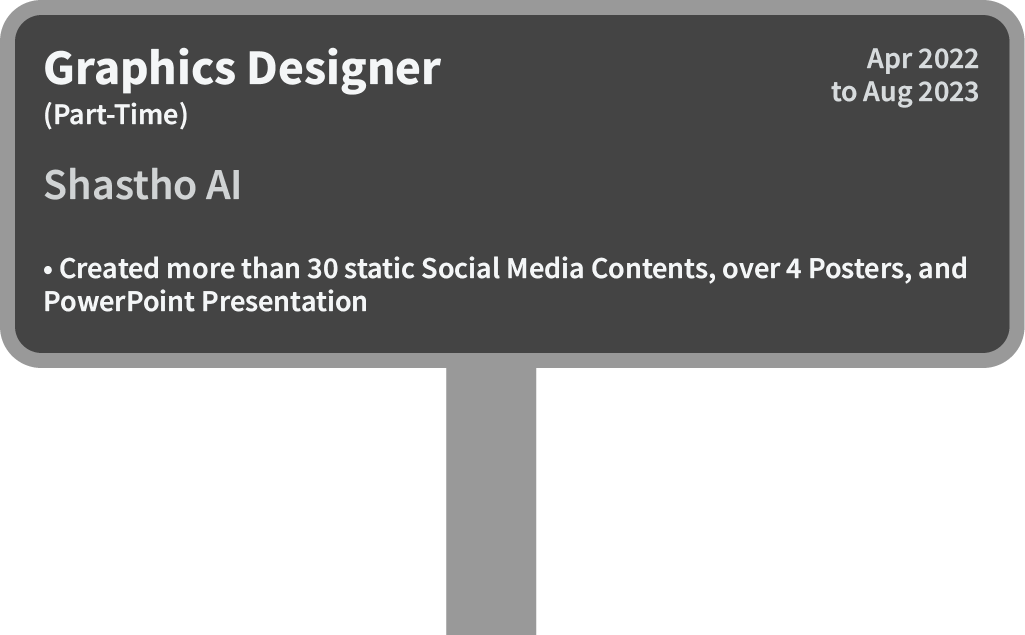 Graphics Designer
(Part-Time)
Apr 2022
to Aug 2023
Shastho AI
• Created more than 30 static Social Media Contents, over 4 Posters, and
PowerPoint Presentation